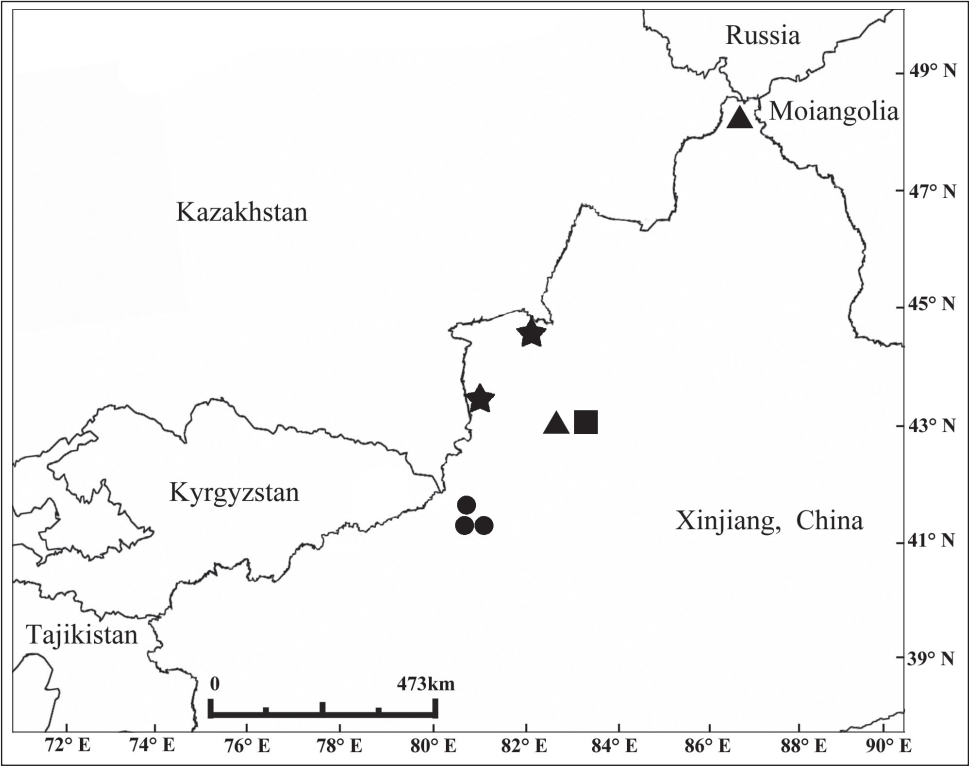 Russia
49° N
Moiangolia
47° N
Kazakhstan
45° N
43° N
Kyrgyzstan
Xinjiang, China
41° N
Tajikistan
39° N
0 473km
72° E 74° E 76° E 78° E 80° E 82° E 84° E 86° E 88° E 90° E